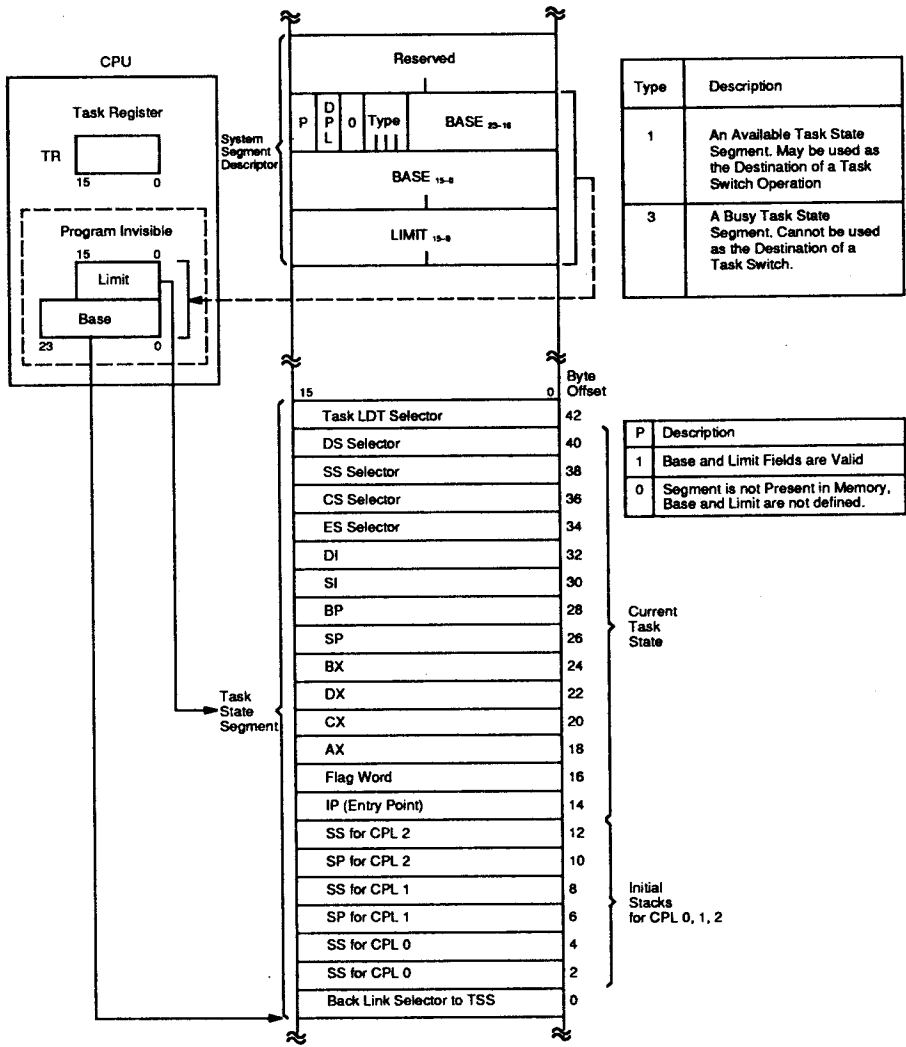 CPU
Task Register
TR
15 0
Program Invisible
15 0
Limit
Base
23 0
System
Segment
Descriptor
Reserved
P DPL 0 Type BASE 23–16
BASE 15–0
LIMIT 15–0
Type Description
1 An Available Task State
Segment. May be used as
the Destination of a Task
Switch Operation
3 A Busy Task State
Segment. Cannot be used
as the Destination of a
Task Switch.
15 0
Byte
Offset
Task LDT Selector 42
DS Selector 40
SS Selector 38
CS Selector 36
ES Selector 34
DI 32
SI 30
BP 28
SP 26
BX 24
DX 22
CX 20
AX 18
Flag Word 16
IP (Entry Point) 14
SS for CPL 2 12
SP for CPL 2 10
SS for CPL 1 8
SP for CPL 1 6
SS for CPL 0 4
SS for CPL 0 2
Back Link Selector to TSS 0
Task
State
Segment
P Description
1 Base and Limit Fields are Valid
0 Segment is not Present in Memory,
Base and Limit are not defined.
Current
Task
State
Initial
Stacks
for CPL 0, 1, 2